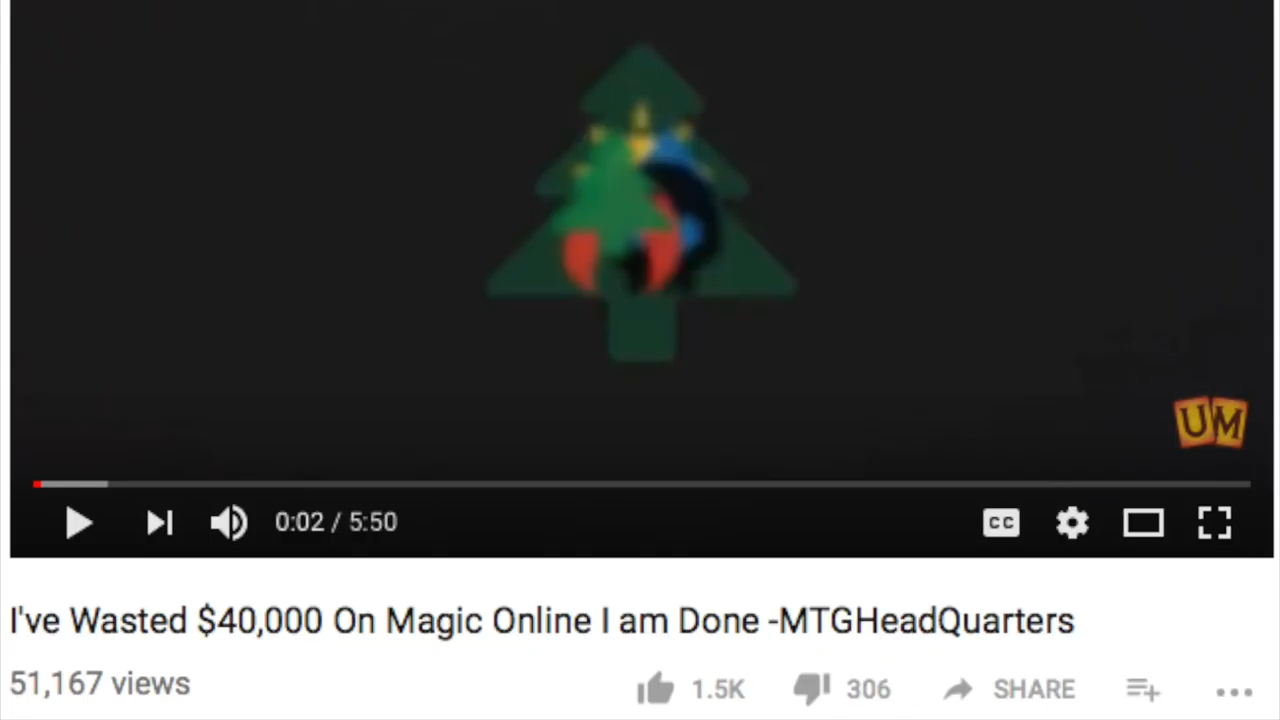 UM
0:02 / 5:50
CC
I've Wasted $40,000 On Magic Online I am Done -MTGHeadQuarters
51,167 views
1.5K
306
SHARE